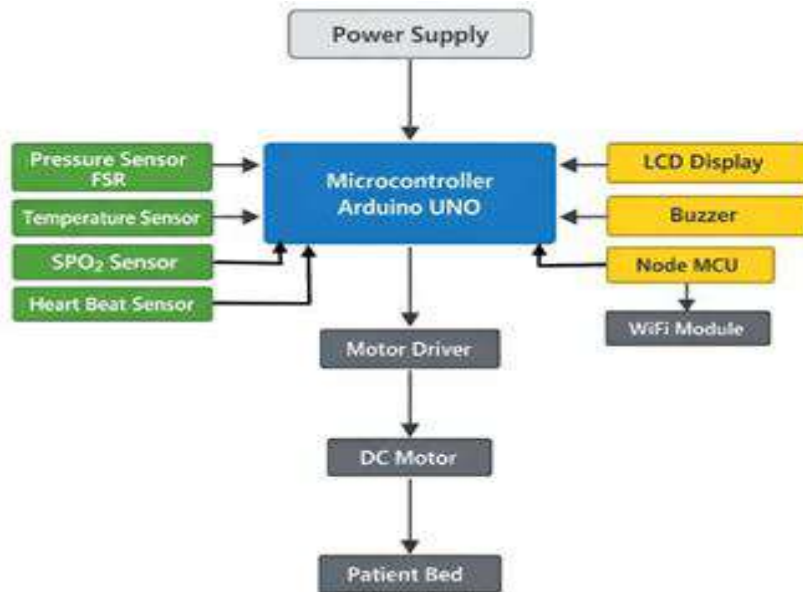 Power Supply
Pressure Sensor
FSR
Temperature Sensor
SPO₂ Sensor
Heart Beat Sensor
Microcontroller
Arduino UNO
LCD Display
Buzzer
Node MCU
WiFi Module
Motor Driver
DC Motor
Patient Bed